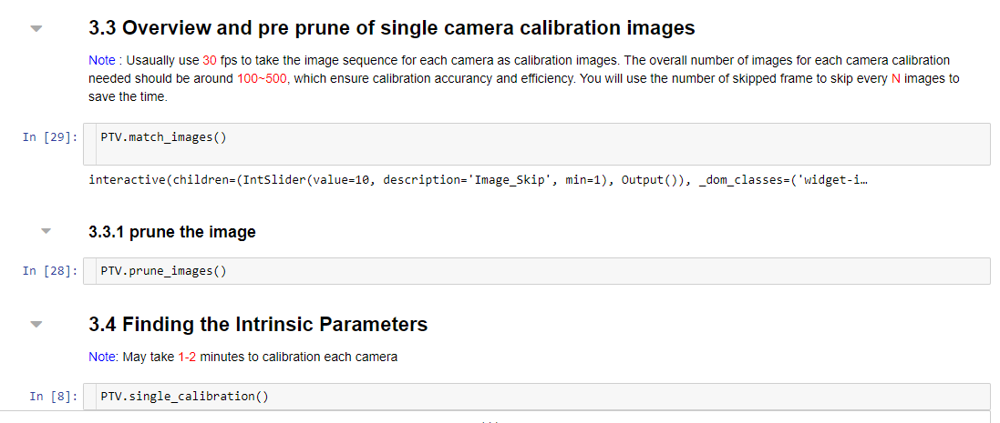 3.3 Overview and pre prune of single camera calibration images
Note : Usaually use 30 fps to take the image sequence for each camera as calibration images. The overall number of images for each camera calibration
needed should be around 100~500, which ensure calibration accurancy and efficiency. You will use the number of skipped frame to skip every N images to
save the time.
In [29]: PTV.match_images()
interactive(children=(IntSlider(value=10, description='Image_Skip', min=1), Output()), _dom_classes=('widget-i…
3.3.1 prune the image
In [28]: PTV.prune_images()
3.4 Finding the Intrinsic Parameters
Note: May take 1-2 minutes to calibration each camera
In [8]: PTV.single_calibration()